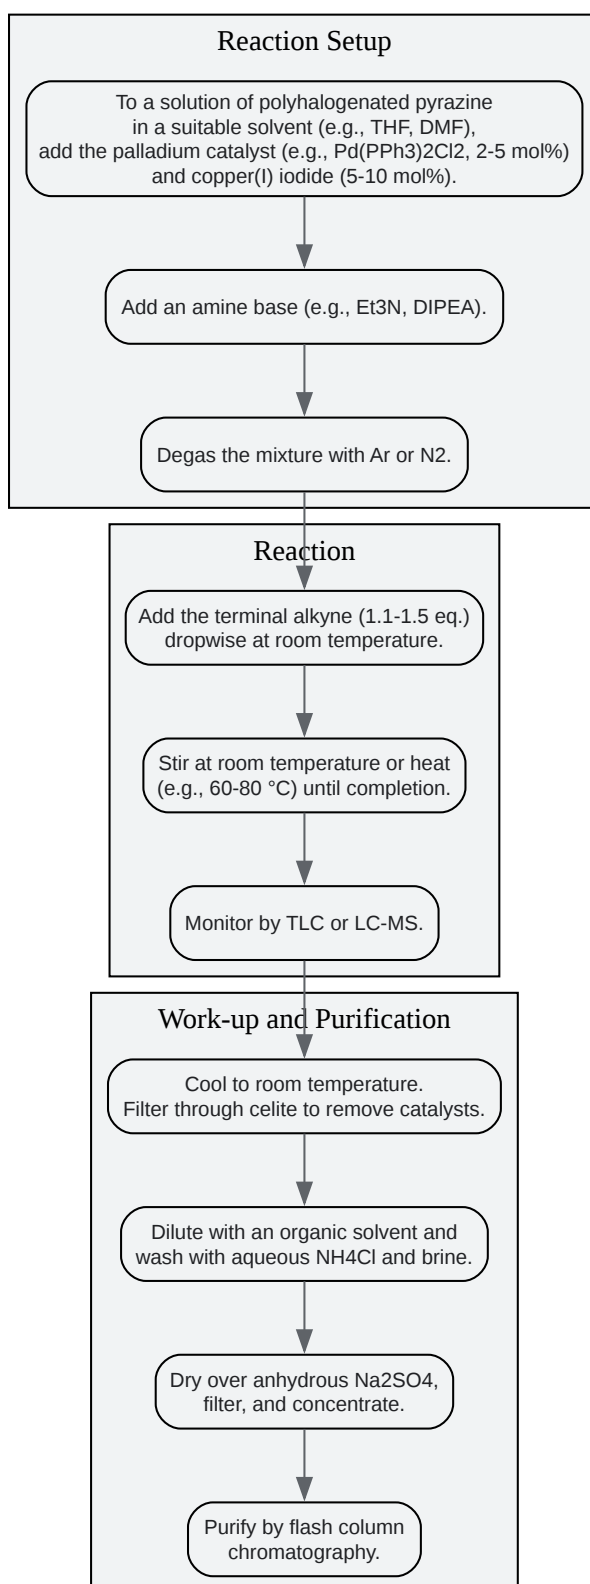 Reaction Setup
To a solution of polyhalogenated pyrazine
in a suitable solvent (e.g., THF, DMF),
add the palladium catalyst (e.g., Pd(PPh3)2Cl2, 2-5 mol%)
and copper(I) iodide (5-10 mol%).
Add an amine base (e.g., Et3N, DIPEA).
Degas the mixture with Ar or N2.
Reaction
Add the terminal alkyne (1.1-1.5 eq.)
dropwise at room temperature.
Stir at room temperature or heat
(e.g., 60-80 °C) until completion.
Monitor by TLC or LC-MS.
Work-up and Purification
Cool to room temperature.
Filter through celite to remove catalysts.
Dilute with an organic solvent and
wash with aqueous NH4Cl and brine.
Dry over anhydrous Na2SO4,
filter, and concentrate.
Purify by flash column
chromatography.